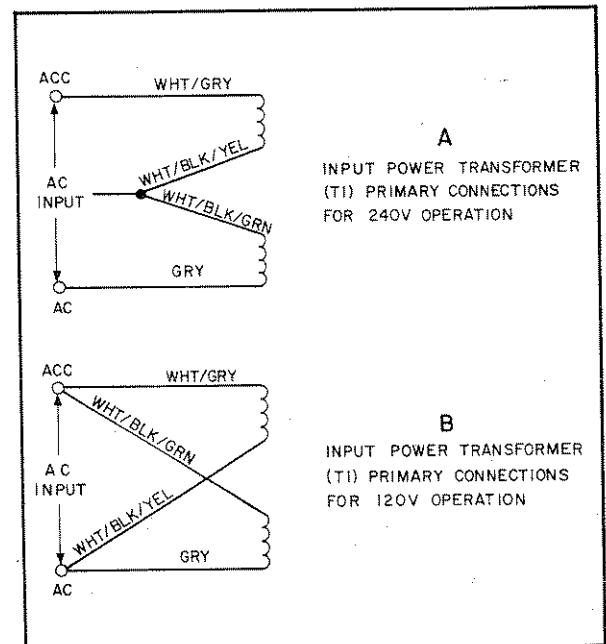 ACC
WHT/GRY
WHT/BLK/YEL
AC
INPUT
WHT/BLK/GRN
GRY
AC
A
INPUT POWER TRANSFORMER
(T1) PRIMARY CONNECTIONS
FOR 240V OPERATION
ACC
WHT/GRY
WHT/BLK/GRN
AC
INPUT
WHT/BLK/YEL
GRY
AC
B
INPUT POWER TRANSFORMER
(T1) PRIMARY CONNECTIONS
FOR 120V OPERATION